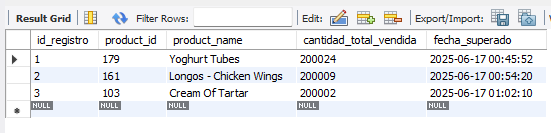 Result Grid Filter Rows: Edit: Export/Import:
id_registro product_id product_name cantidad_total_vendida fecha_superado
1 179 Yoghurt Tubes 200024 2025-06-17 00:45:52
2 161 Longos - Chicken Wings 200009 2025-06-17 00:54:20
3 103 Cream Of Tartar 200002 2025-06-17 01:02:10
NULL NULL NULL NULL NULL